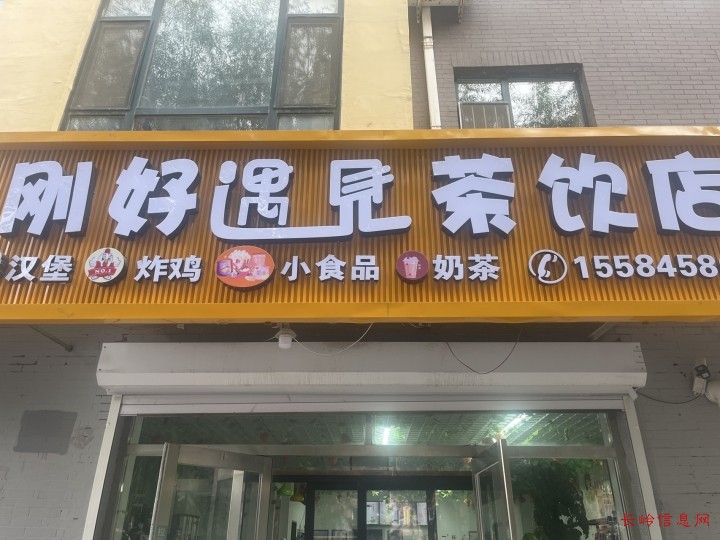 刚好遇见茶饮店
汉堡 炸鸡 小食品 奶茶 1558458
长岭信息网